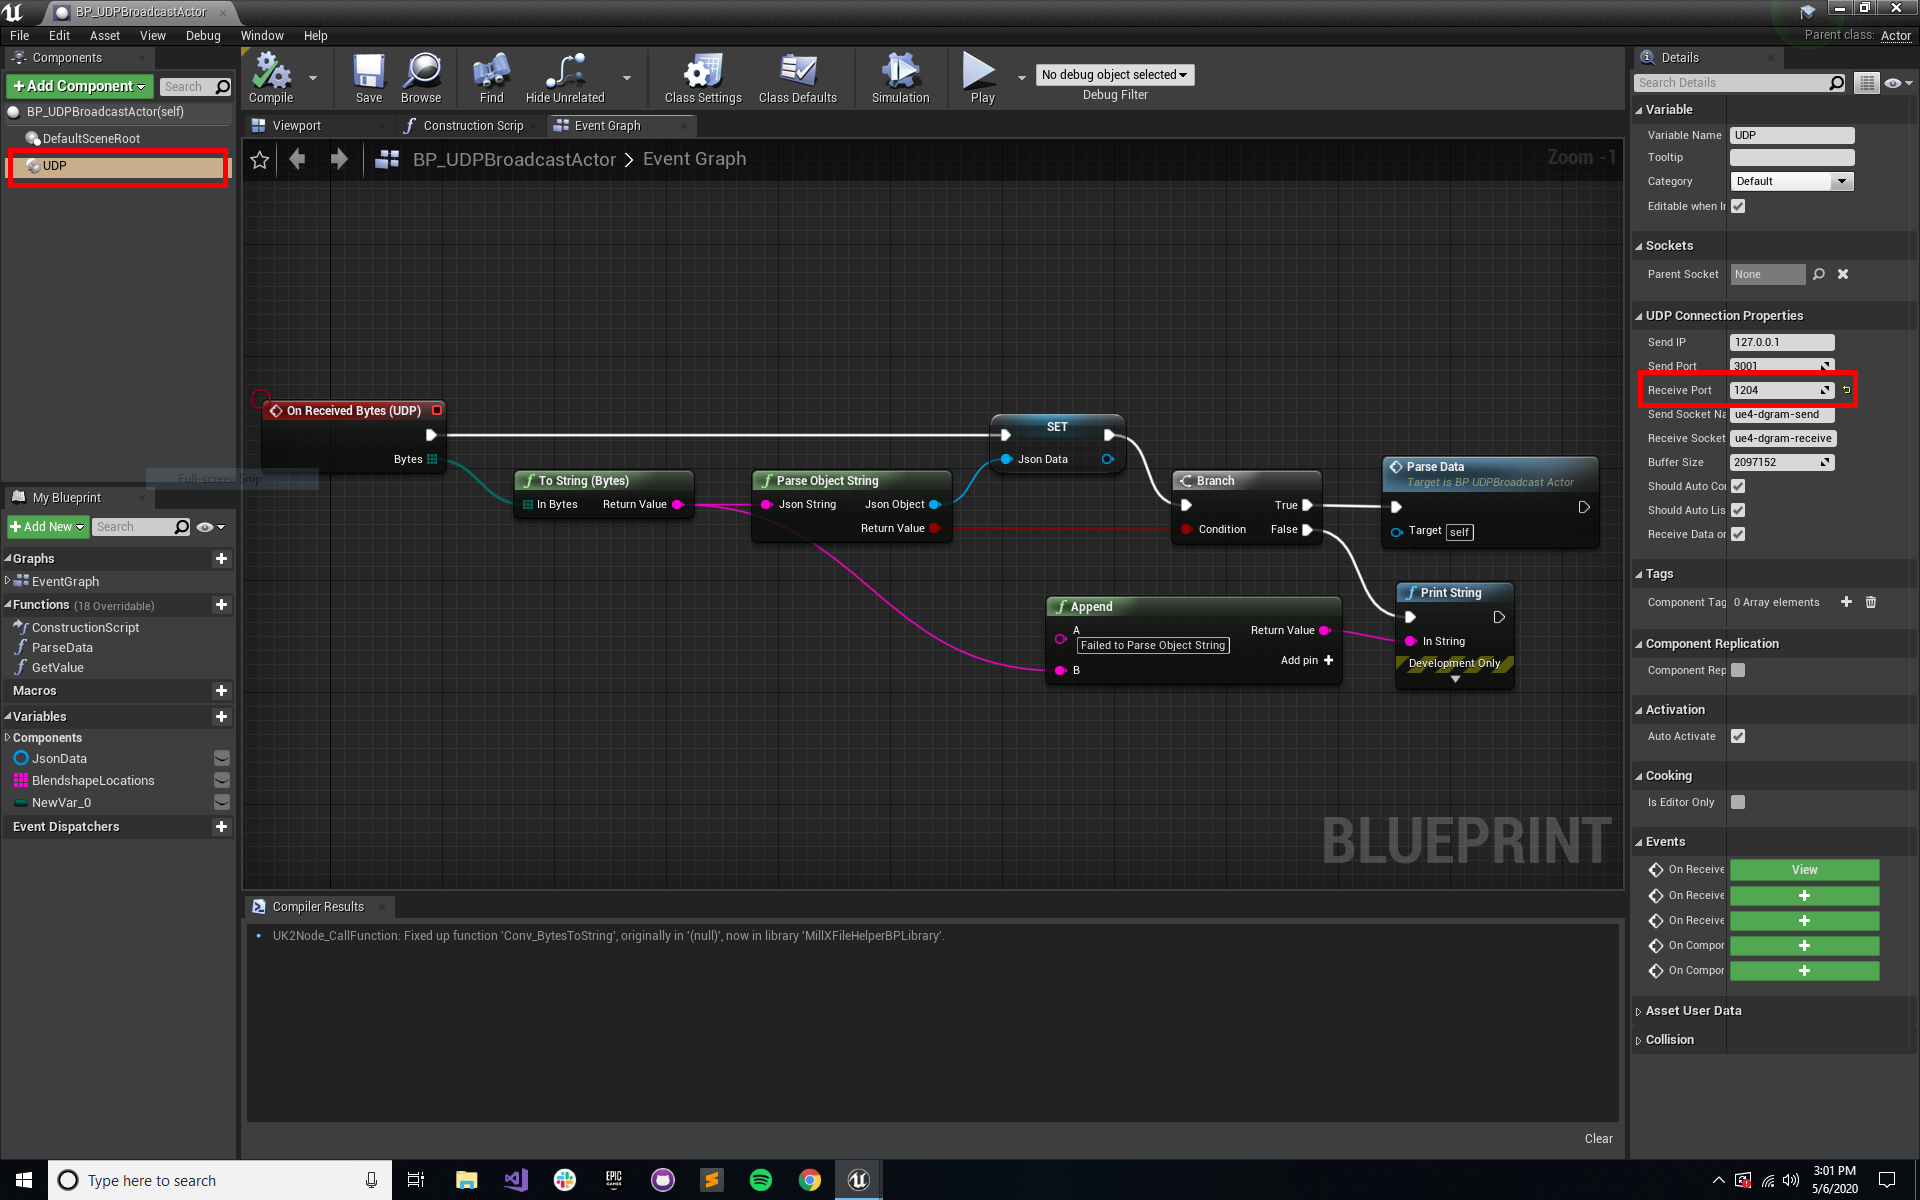 BP_UDPBroadcastActor
File Edit Asset View Debug Window Help
Parent class: Actor
Components
+Add Component
Search
BP_UDPBroadcastActor(self)
DefaultSceneRoot
UDP
Full-screen Snip
My Blueprint
+Add New
Search
Graphs
EventGraph
Functions (18 Overridable)
ConstructionScript
ParseData
GetValue
Macros
Variables
Components
JsonData
BlendshapeLocations
NewVar_0
Event Dispatchers
Compile
Save
Browse
Find
Hide Unrelated
Class Settings
Class Defaults
Simulation
Play
No debug object selected
Debug Filter
Viewport
Construction Scrip
Event Graph
BP_UDPBroadcastActor > Event Graph
Zoom -1
On Received Bytes (UDP)
Bytes
To String (Bytes)
In Bytes Return Value
Parse Object String
Json String Json Object
Return Value
SET
Json Data
Branch
True
Condition False
Parse Data
Target is BP UDPBroadcast Actor
Target self
Append
A
Failed to Parse Object String
Return Value
Add pin +
B
Print String
In String
Development Only
BLUEPRINT
Compiler Results
UK2Node_CallFunction: Fixed up function 'Conv_BytesToString', originally in '(null)', now in library 'MillXFileHelperBPLibrary'.
Clear
Details
Search Details
Variable
Variable Name UDP
Tooltip
Category Default
Editable when Ir
Sockets
Parent Socket None
UDP Connection Properties
Send IP 127.0.0.1
Send Port 3001
Receive Port 1204
Send Socket Na ue4-dgram-send
Receive Socket ue4-dgram-receive
Buffer Size 2097152
Should Auto Co
Should Auto Lis
Receive Data or
Tags
Component Tag 0 Array elements
Component Replication
Component Rep
Activation
Auto Activate
Cooking
Is Editor Only
Events
On Receive View
On Receive +
On Receive +
On Compor +
On Compor +
Asset User Data
Collision
Type here to search
EPIC
GAMES
3:01 PM
5/6/2020